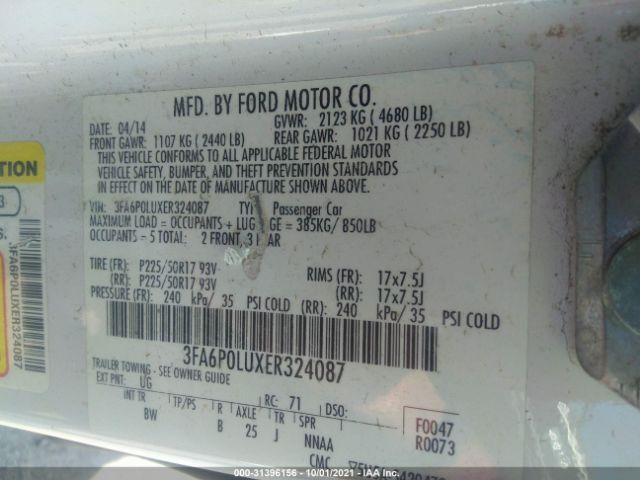 MFD. BY FORD MOTOR CO.
DATE: 04/14 GVWR: 2123 KG ( 4680 LB)
FRONT GAWR: 1107 KG ( 2440 LB) REAR GAWR: 1021 KG ( 2250 LB)
THIS VEHICLE CONFORMS TO ALL APPLICABLE FEDERAL MOTOR
VEHICLE SAFETY, BUMPER, AND THEFT PREVENTION STANDARDS
IN EFFECT ON THE DATE OF MANUFACTURE SHOWN ABOVE.
VIN: 3FA6P0LUXER324087 TYP Passenger Car
MAXIMUM LOAD = OCCUPANTS + LUG GE = 385KG/ 850LB
OCCUPANTS = 5 TOTAL: 2 FRONT, 3 AR
TIRE (FR): P225/50R17 93V RIMS (FR): 17x7.5J
(RR): P225/50R17 93V (RR): 17x7.5J
PRESSURE (FR): 240 kPa/ 35 PSI COLD (RR): 240 kPa/ 35 PSI COLD
3FA6P0LUXER324087
TRAILER TOWING - SEE OWNER GUIDE
EXT PNT: UG RC: 71 DSO: F0047
INT TR TP/PS R AXLE TR SPR R0073
BW B 25 J NNAA
CMC
TION
3
S.
3FA6P0LUXER324087
000-31396156 - 10/01/2021 - IAAI.COM